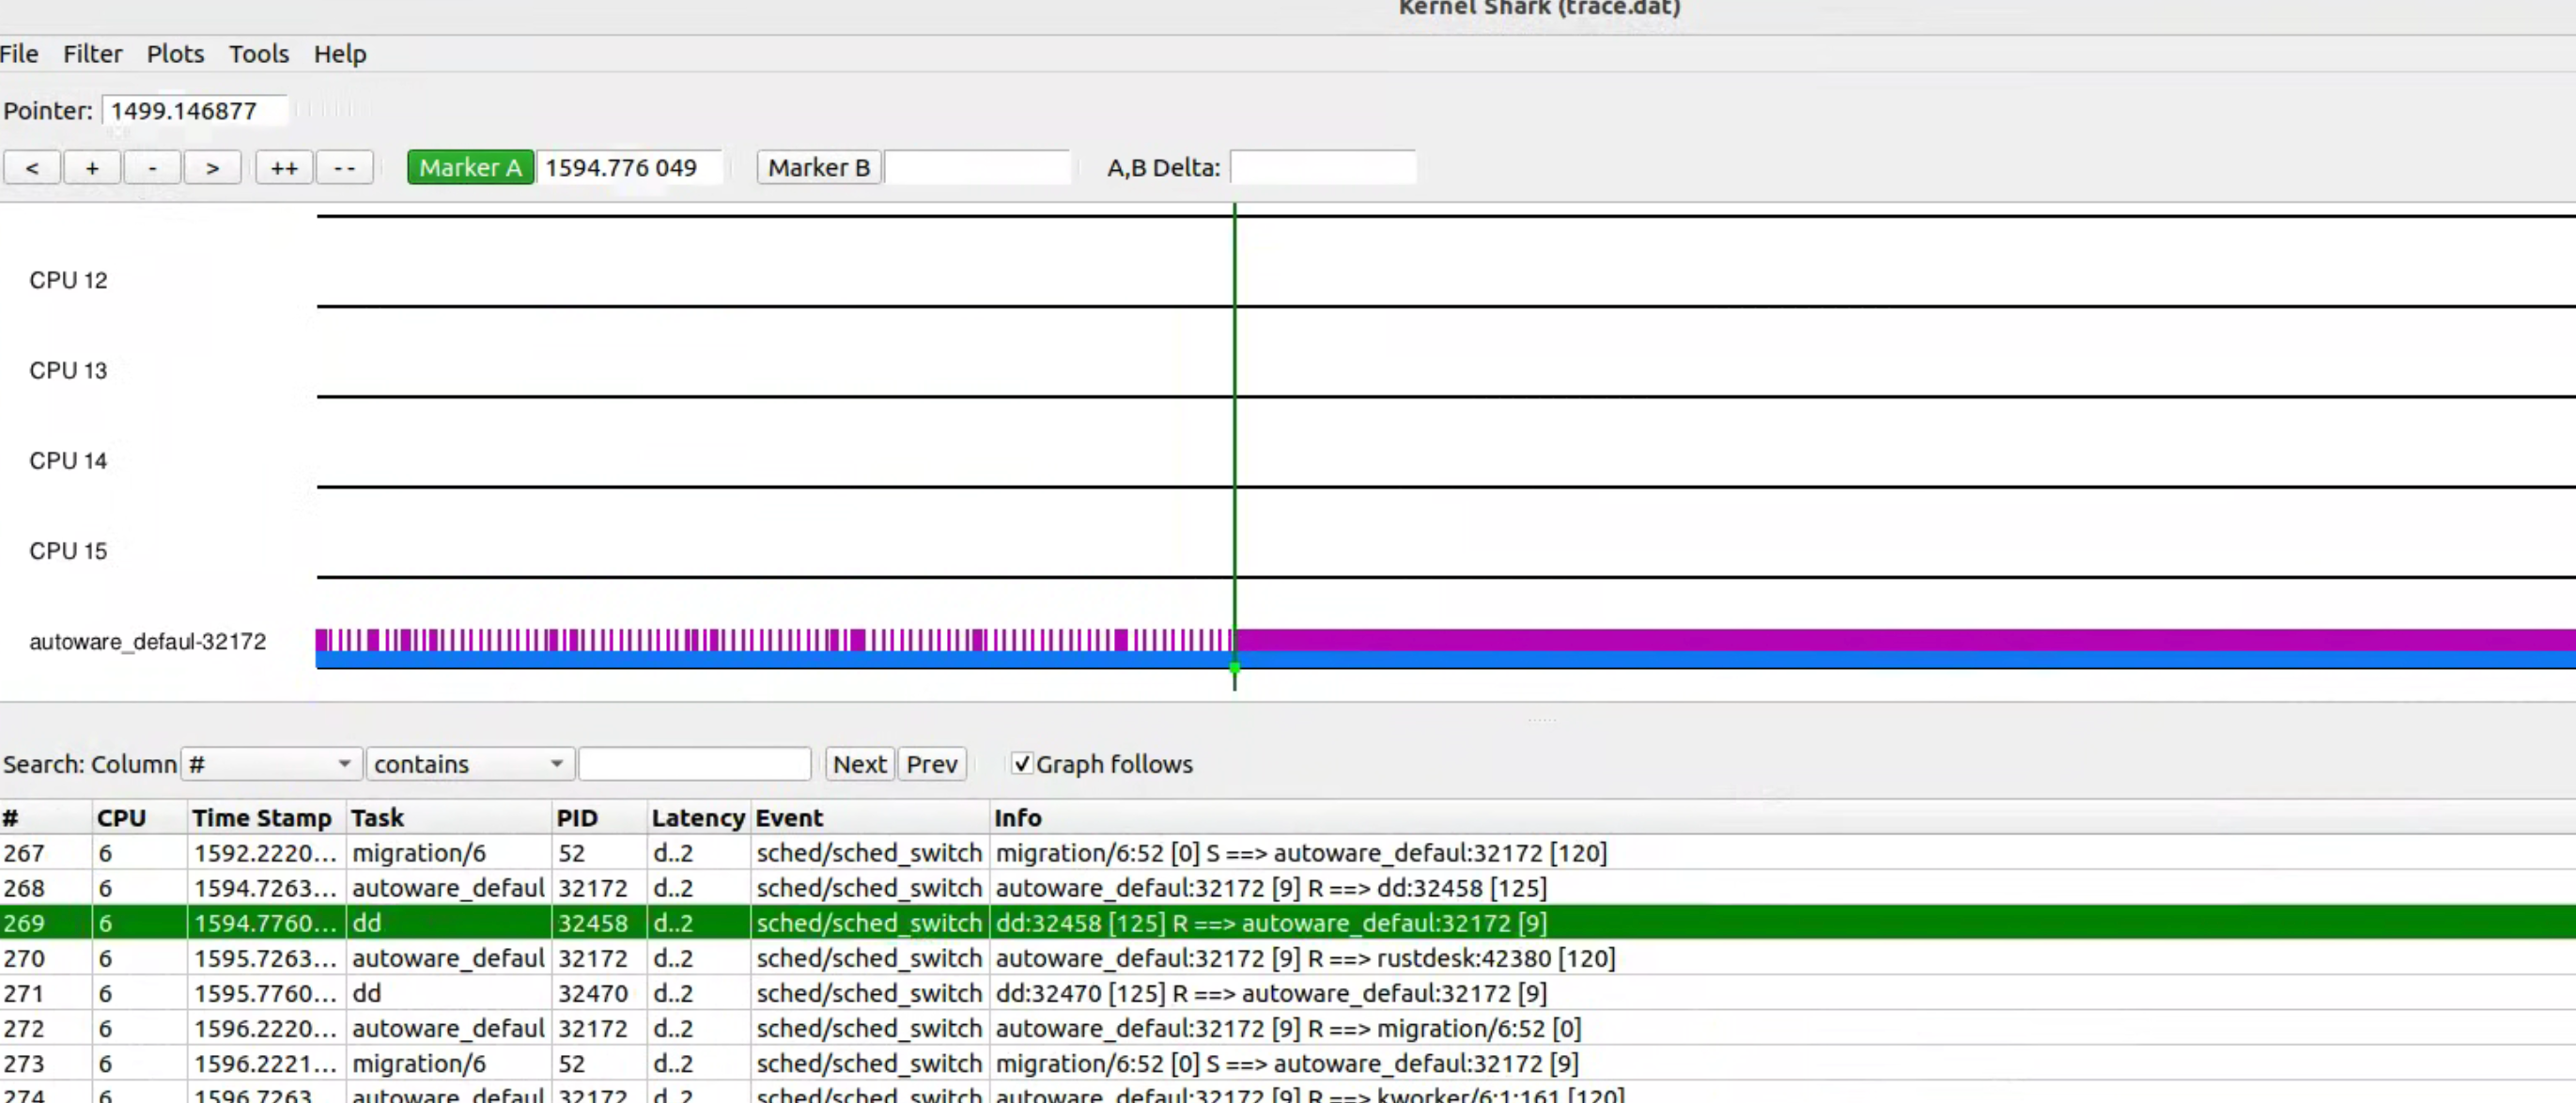 Kernel Shark (trace.dat)
File Filter Plots Tools Help
Pointer: 1499.146877
< + - > ++ -- Marker A 1594.776 049 Marker B A,B Delta:
CPU 12
CPU 13
CPU 14
CPU 15
autoware_defaul-32172
Search: Column # contains Next Prev Graph follows
# CPU Time Stamp Task PID Latency Event Info
267 6 1592.2220... migration/6 52 d..2 sched/sched_switch migration/6:52 [0] S ==> autoware_defaul:32172 [120]
268 6 1594.7263... autoware_defaul 32172 d..2 sched/sched_switch autoware_defaul:32172 [9] R ==> dd:32458 [125]
269 6 1594.7760... dd 32458 d..2 sched/sched_switch dd:32458 [125] R ==> autoware_defaul:32172 [9]
270 6 1595.7263... autoware_defaul 32172 d..2 sched/sched_switch autoware_defaul:32172 [9] R ==> rustdesk:42380 [120]
271 6 1595.7760... dd 32470 d..2 sched/sched_switch dd:32470 [125] R ==> autoware_defaul:32172 [9]
272 6 1596.2220... autoware_defaul 32172 d..2 sched/sched_switch autoware_defaul:32172 [9] R ==> migration/6:52 [0]
273 6 1596.2221... migration/6 52 d..2 sched/sched_switch migration/6:52 [0] S ==> autoware_defaul:32172 [9]
274 6 1596.7263... autoware_defaul 32172 d..2 sched/sched_switch autoware_defaul:32172 [9] R ==> kworker/6:1:161 [120]